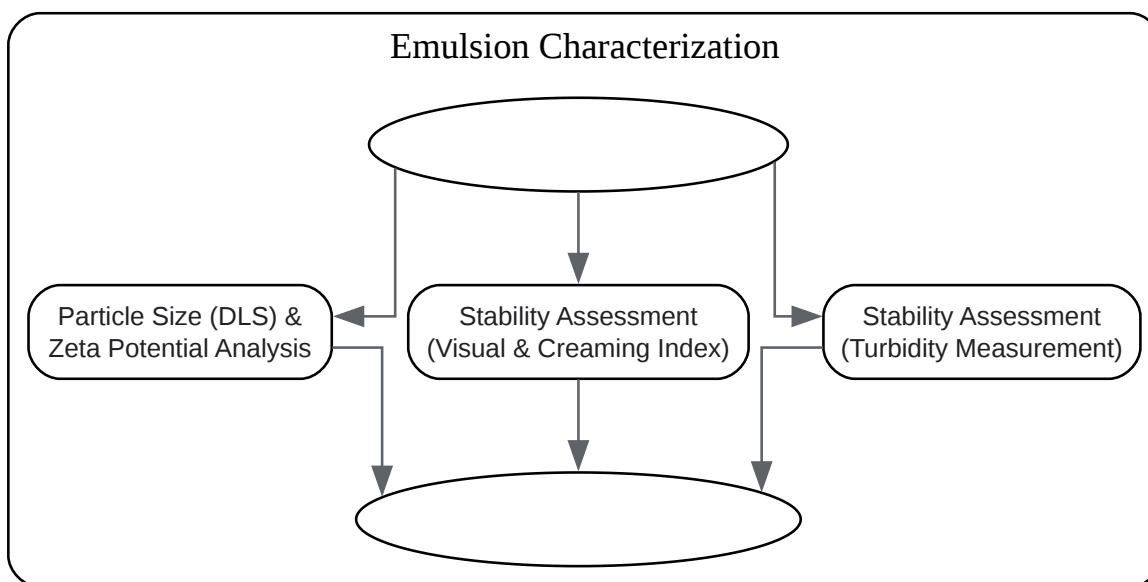 Emulsion Characterization
Particle Size (DLS) &
Zeta Potential Analysis
Stability Assessment
(Visual & Creaming Index)
Stability Assessment
(Turbidity Measurement)